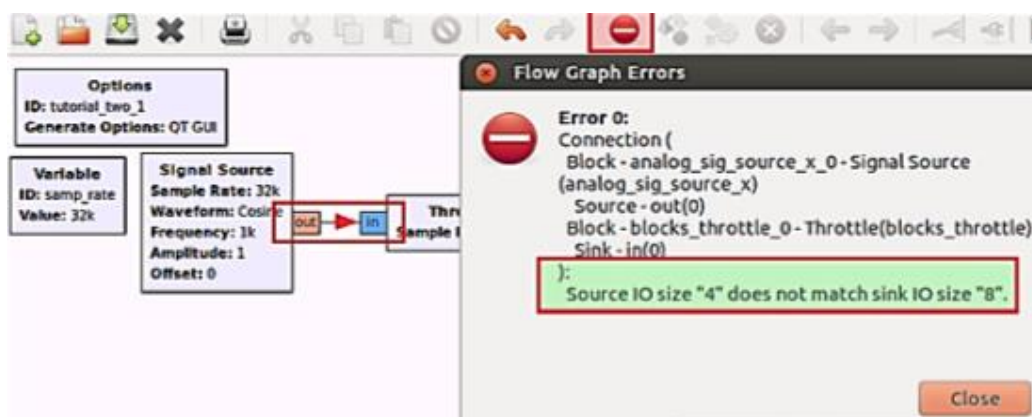 Options
ID: tutorial_two_1
Generate Options: QT GUI
Variable
ID: samp_rate
Value: 32k
Signal Source
Sample Rate: 32k
Waveform: Cosine
Frequency: 1k
Amplitude: 1
Offset: 0
out
in
Thr
Sample
Flow Graph Errors
Error 0:
Connection (
Block - analog_sig_source_x_0 - Signal Source
(analog_sig_source_x)
Source - out(0)
Block - blocks_throttle_0 - Throttle(blocks_throttle)
Sink - in(0)
):
Source IO size "4" does not match sink IO size "8".
Close